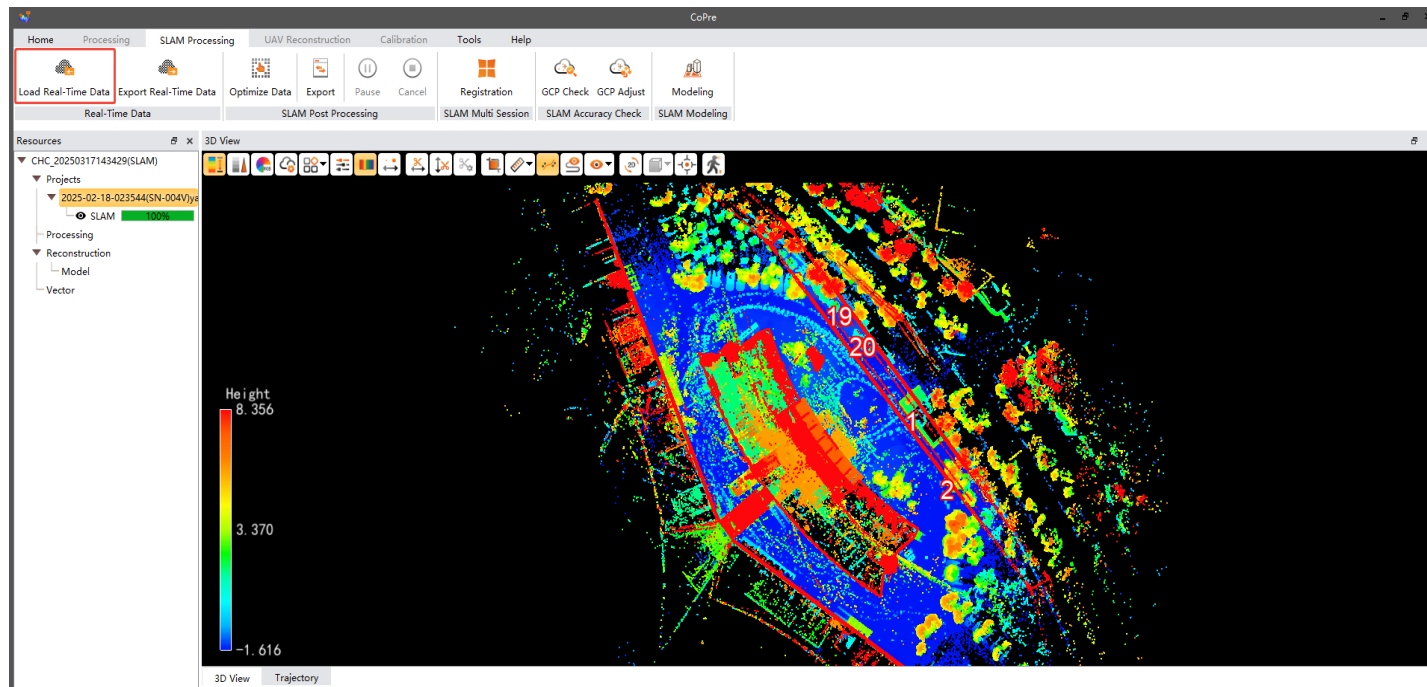 CoPre
Home Processing SLAM Processing UAV Reconstruction Calibration Tools Help
Load Real-Time Data Export Real-Time Data Optimize Data Export Pause Cancel Registration GCP Check GCP Adjust Modeling
Real-Time Data SLAM Post Processing SLAM Multi Session SLAM Accuracy Check SLAM Modeling
Resources
3D View
CHC_20250317143429(SLAM)
Projects
2025-02-18-023544(SN-004V)ya
SLAM 100%
Processing
Reconstruction
Model
Vector
2D
19
20
1
2
Height
8.356
3.370
-1.616
3D View Trajectory